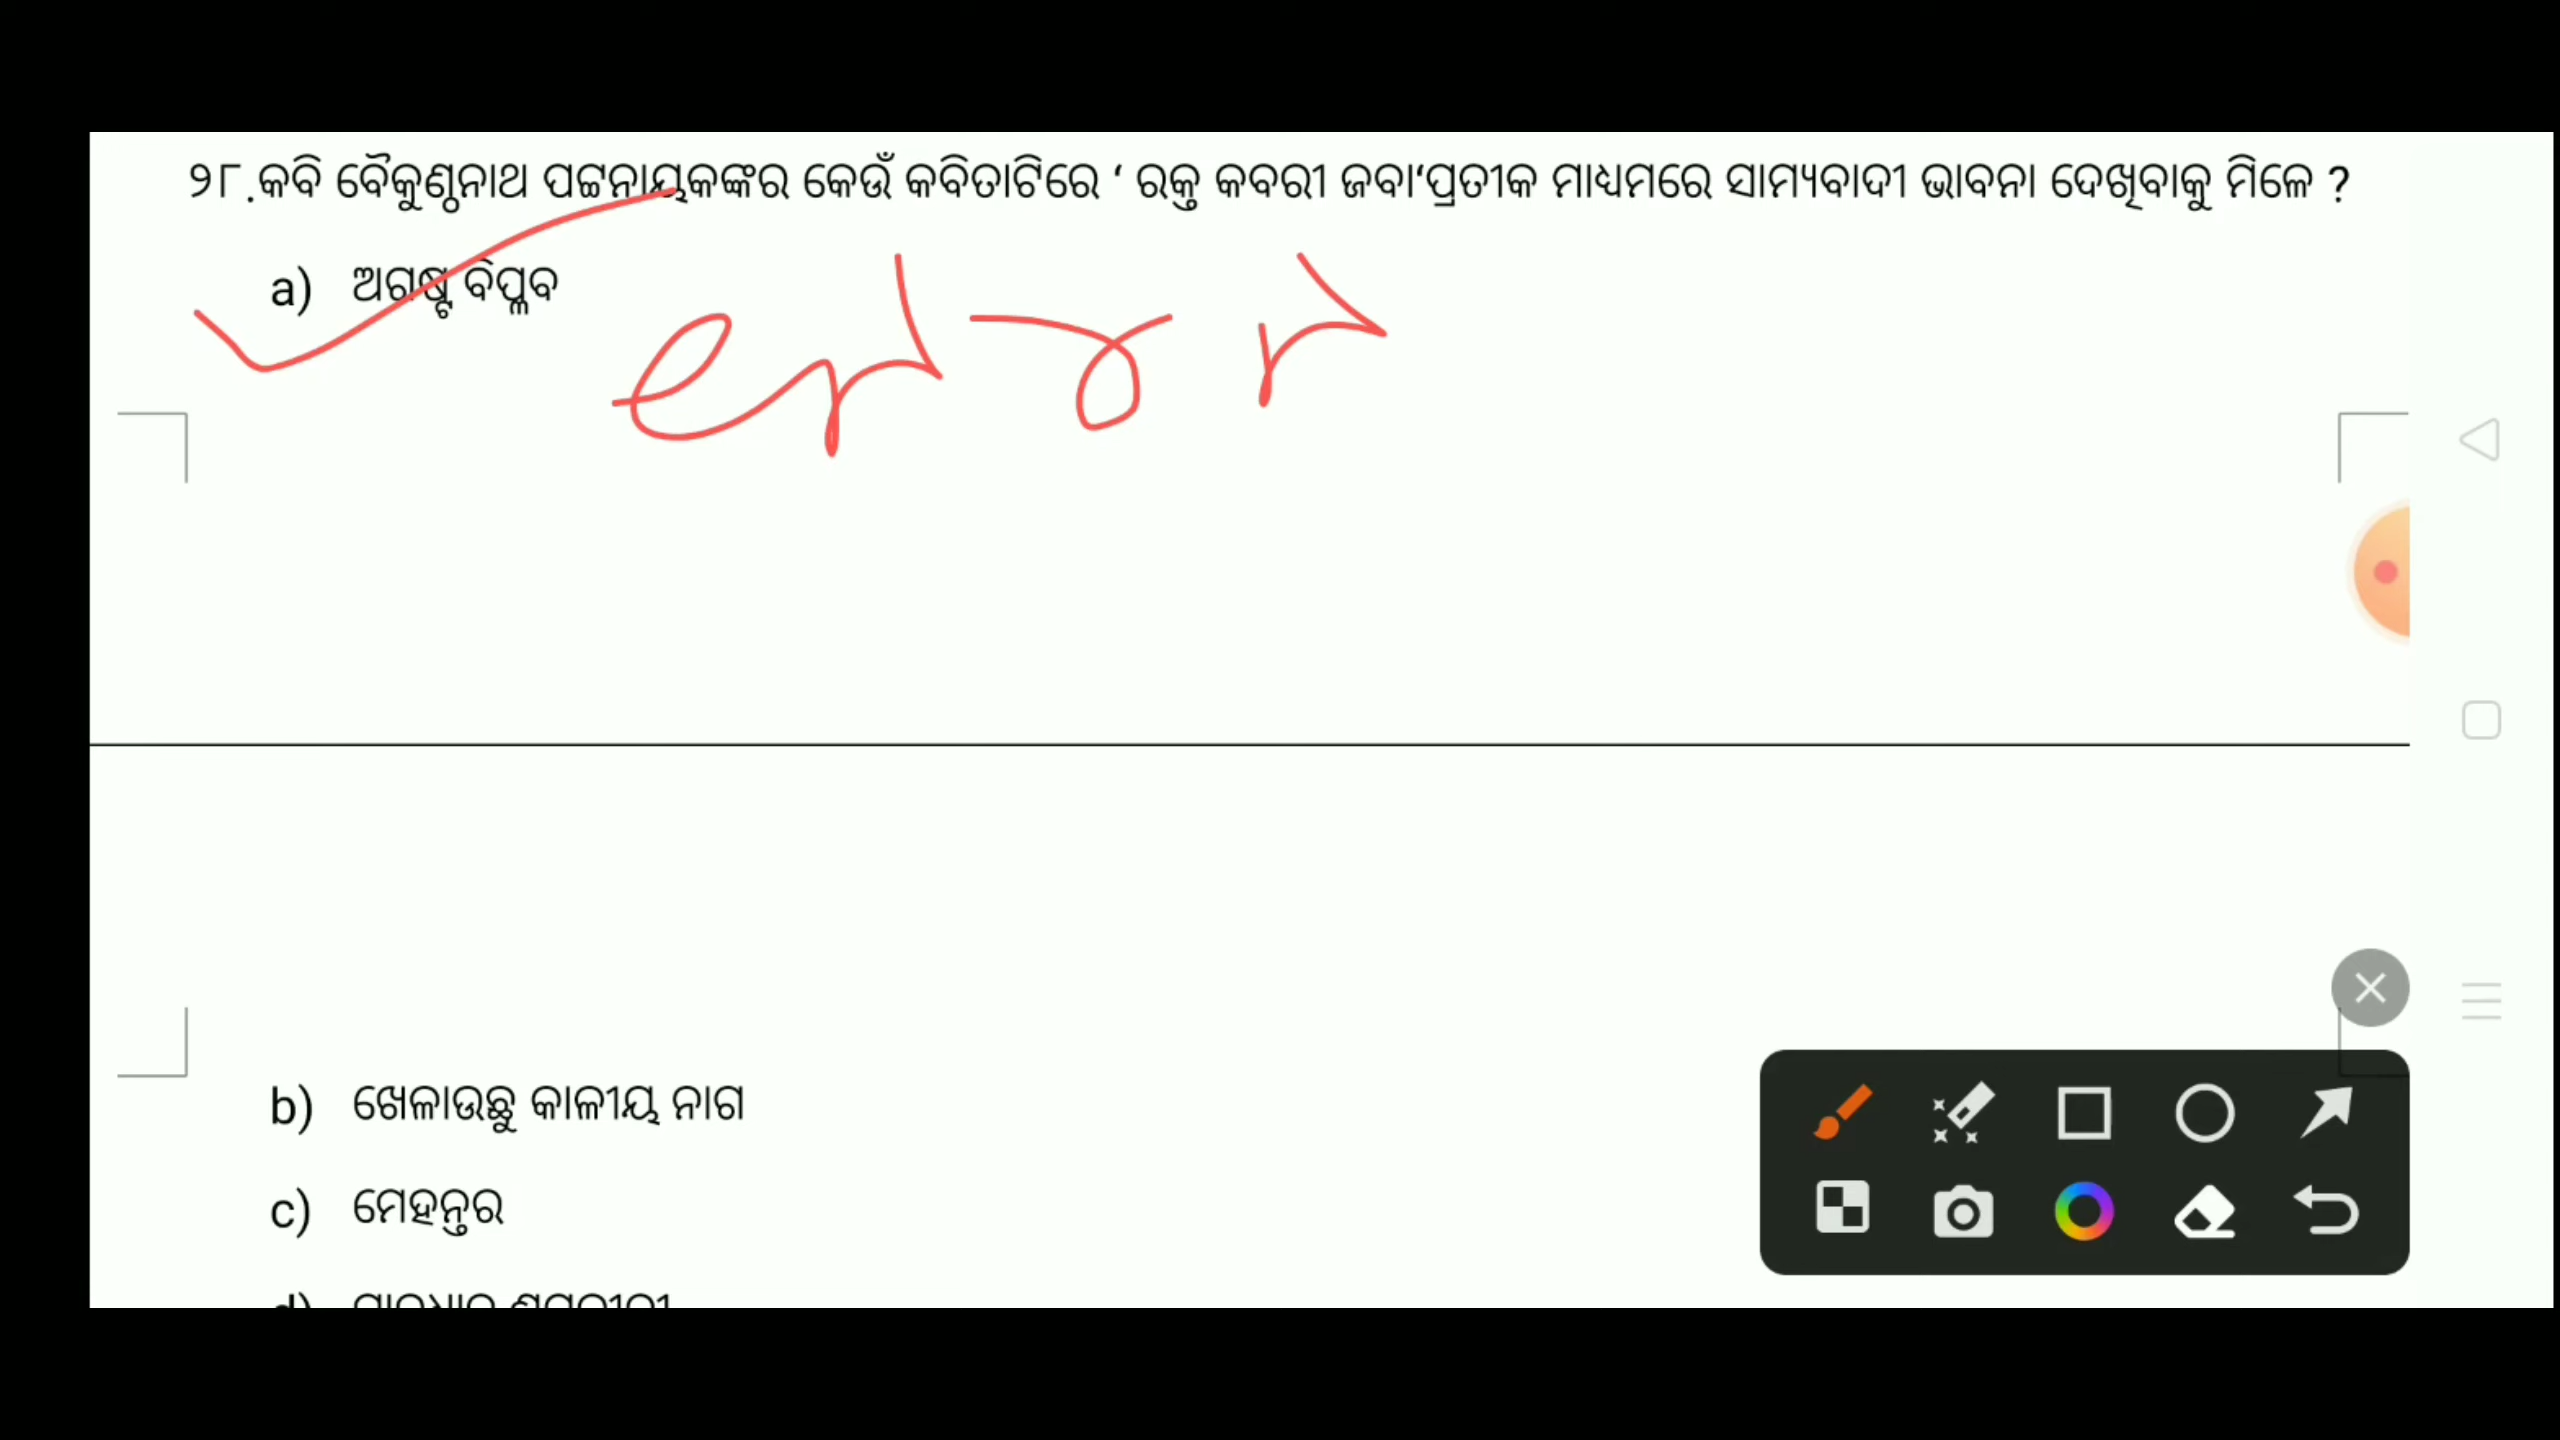 ୨୮.କବି ବୈକୁଣ୍ଠନାଥ ପଟ୍ଟନାୟକଙ୍କର କେଉଁ କବିତାଟିରେ ‘ ରକ୍ତ କବରୀ ଜବା‘ପ୍ରତୀକ ମାଧ୍ୟମରେ ସାମ୍ୟବାଦୀ ଭାବନା ଦେଖିବାକୁ ମିଳେ ?
a) ଅଗଷ୍ଟ ବିପ୍ଳବ
b) ଖେଳାଉଛୁ କାଳୀୟ ନାଗ
c) ମେହନ୍ତର
d)